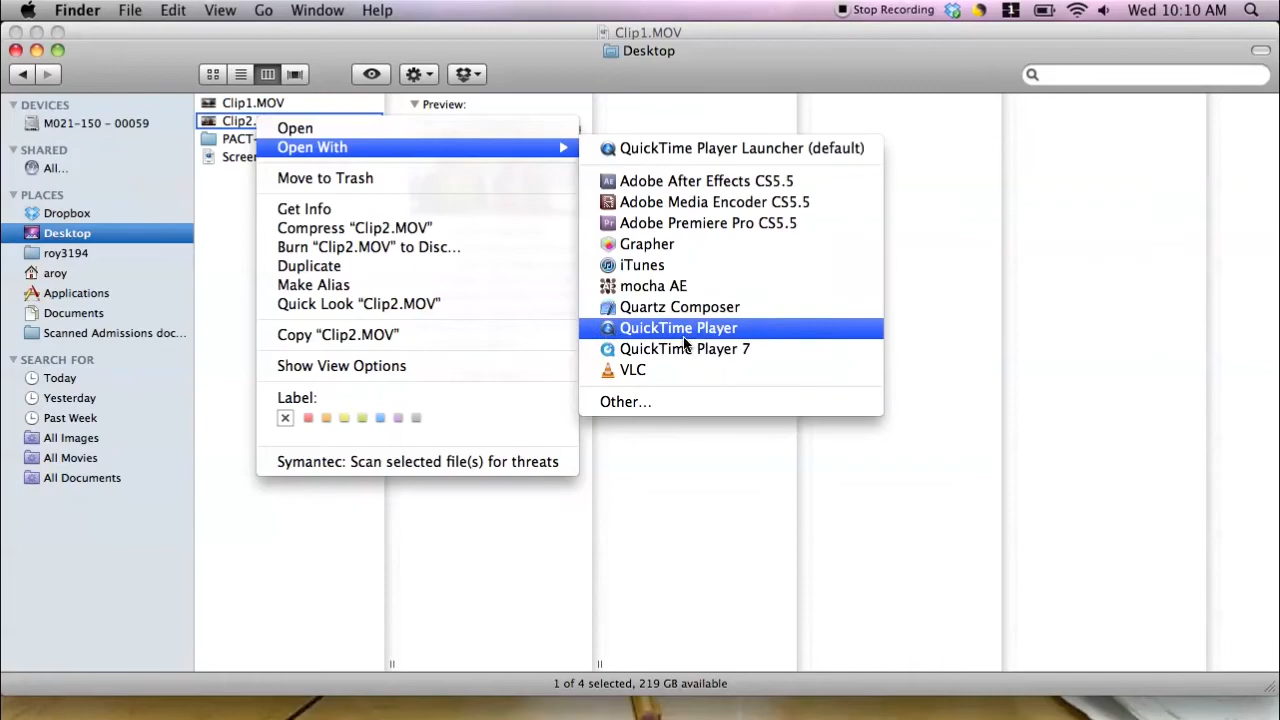 Finder File Edit View Go Window Help Stop Recording 1 Wed 10:10 AM
Clip1.MOV
Desktop
DEVICES
M021-150 – 00059
SHARED
All...
PLACES
Dropbox
Desktop
roy3194
aroy
Applications
Documents
Scanned Admissions doc...
SEARCH FOR
Today
Yesterday
Past Week
All Images
All Movies
All Documents
Clip1.MOV
Clip2.
PACT-
Screen
Preview:
Open
Open With
Move to Trash
Get Info
Compress “Clip2.MOV”
Burn “Clip2.MOV” to Disc...
Duplicate
Make Alias
Quick Look “Clip2.MOV”
Copy “Clip2.MOV”
Show View Options
Label:
Symantec: Scan selected file(s) for threats
QuickTime Player Launcher (default)
Ae Adobe After Effects CS5.5
Adobe Media Encoder CS5.5
Pr Adobe Premiere Pro CS5.5
Grapher
iTunes
mocha AE
Quartz Composer
QuickTime Player
QuickTime Player 7
VLC
Other...
1 of 4 selected, 219 GB available